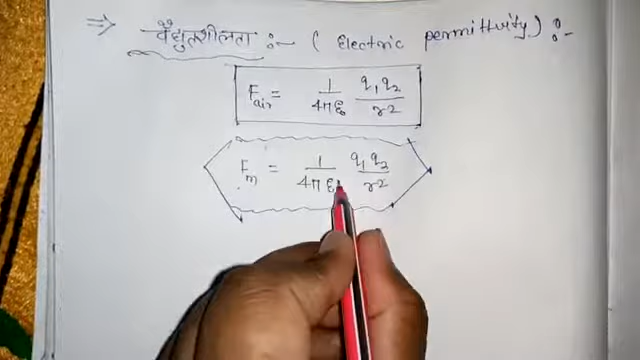 ⇒ वैद्युतशीलता :- ( Electric permittivity ) :-
F_air = 1/4πε₀ q₁q₂/r²
F_m = 1/4πε q₁q₂/r²